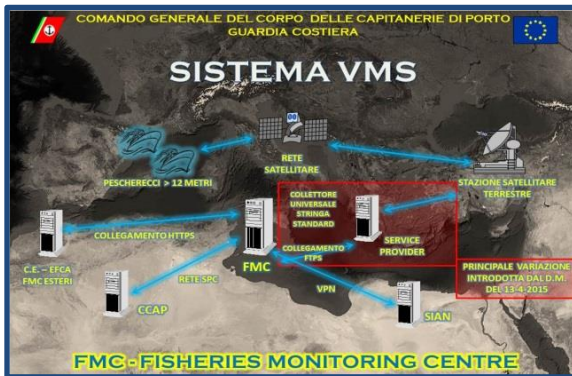 COMANDO GENERALE DEL CORPO DELLE CAPITANERIE DI PORTO
GUARDIA COSTIERA
SISTEMA VMS
PESCHERECCI > 12 METRI
RETE
SATELLITARE
STAZIONE SATELLITARE
TERRESTRE
COLLETTORE
UNIVERSALE
STRINGA
STANDARD
SERVICE
PROVIDER
COLLEGAMENTO HTTPS
COLLEGAMENTO
FTPS
C.E. – EFCA
FMC ESTERI
FMC
RETE SPC
VPN
PRINCIPALE VARIAZIONE
INTRODOTTA DAL D.M.
DEL 13-4-2015
CCAP
SIAN
FMC - FISHERIES MONITORING CENTRE